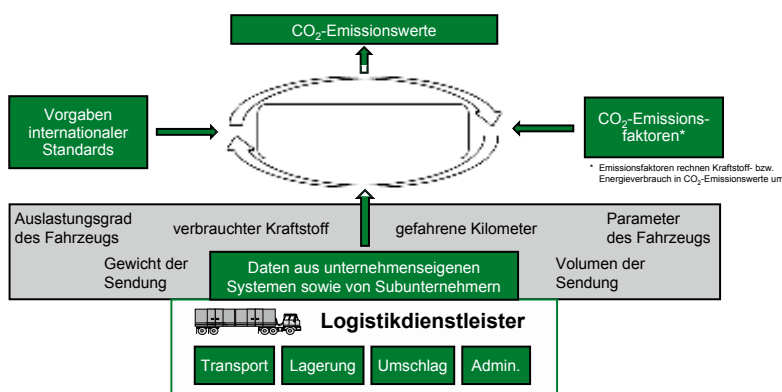 CO₂-Emissionswerte
Vorgaben
internationaler
Standards
CO₂-Emissions-
faktoren*
* Emissionsfaktoren rechnen Kraftstoff- bzw.
Energieverbrauch in CO₂-Emissionswerte um
Auslastungsgrad
des Fahrzeugs
verbrauchter Kraftstoff
gefahrene Kilometer
Parameter
des Fahrzeugs
Gewicht der
Sendung
Daten aus unternehmenseigenen
Systemen sowie von Subunternehmern
Volumen der
Sendung
Logistikdienstleister
Transport
Lagerung
Umschlag
Admin.